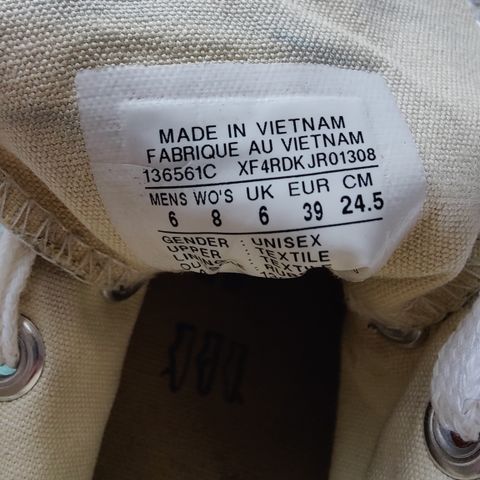 MADE IN VIETNAM
FABRIQUE AU VIETNAM
136561C XF4RDKJR01308
MENS WO'S UK EUR CM
6 8 6 39 24.5
GENDER : UNISEX
UPPER : TEXTILE
: TEXTILE